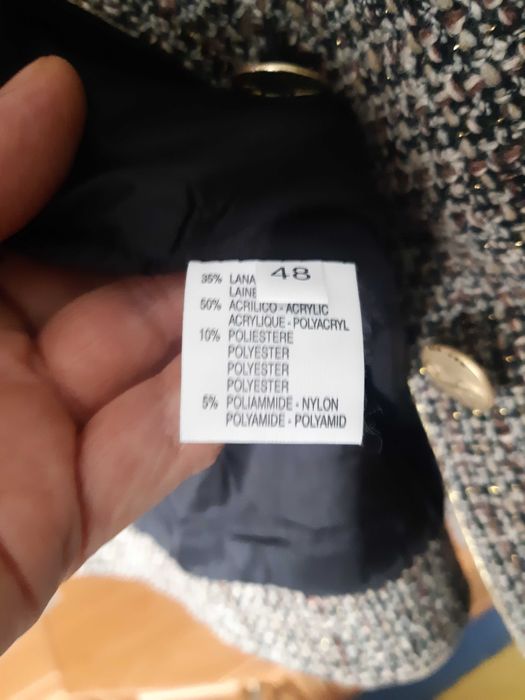 48
35% LANA
LAINE
50% ACRILICO - ACRYLIC
ACRYLIQUE - POLYACRYL
10% POLIESTERE
POLYESTER
POLYESTER
POLYESTER
5% POLIAMMIDE - NYLON
POLYAMIDE - POLYAMID